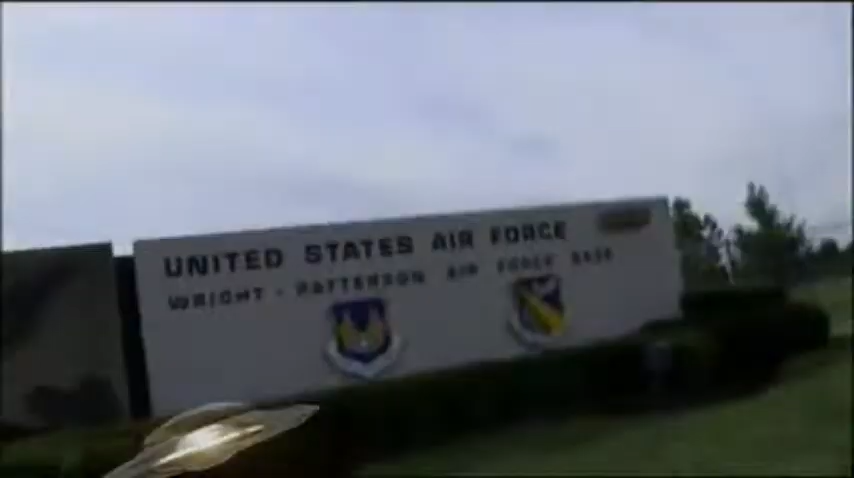 UNITED STATES AIR FORCE
WRIGHT - PATTERSON AIR FORCE BASE